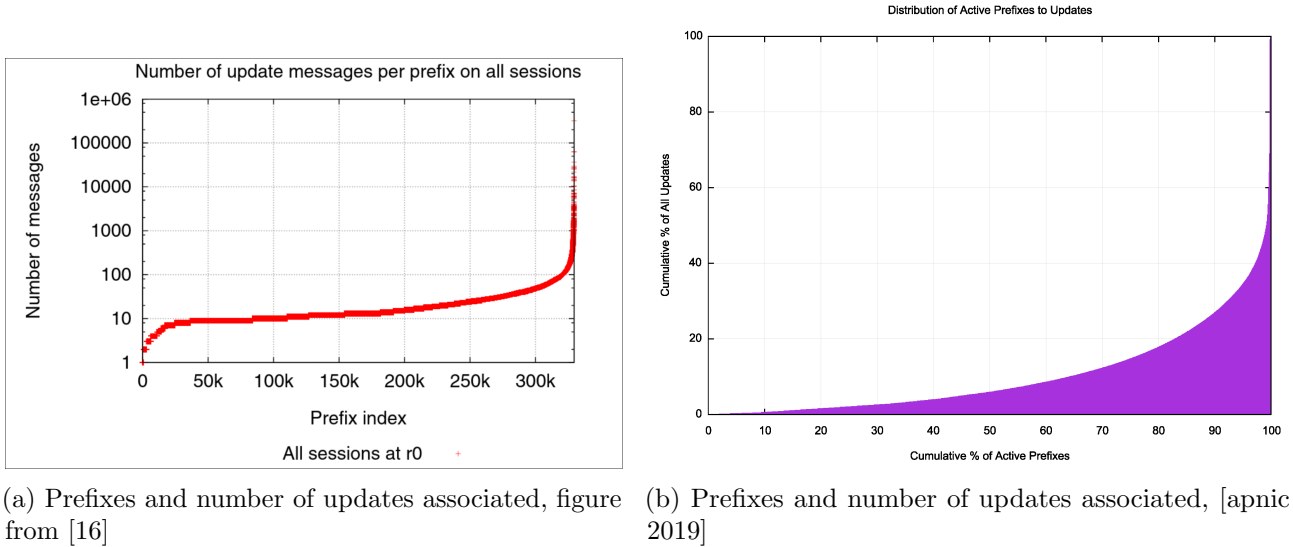 Number of update messages per prefix on all sessions
Number of messages
1e+06
100000
10000
1000
100
10
1
0 50k 100k 150k 200k 250k 300k
Prefix index
All sessions at r0
(a) Prefixes and number of updates associated, figure
from [16]
Distribution of Active Prefixes to Updates
Cumulative % of All Updates
100
80
60
40
20
0
0 10 20 30 40 50 60 70 80 90 100
Cumulative % of Active Prefixes
(b) Prefixes and number of updates associated, [apnic
2019]